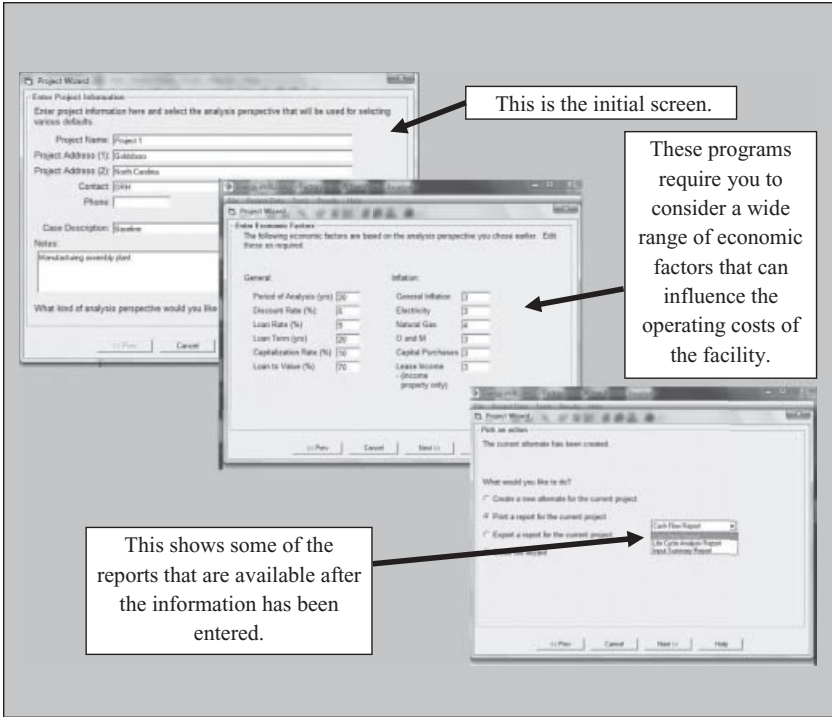 Project Wizard
Enter Project Information
Enter project information here and select the analysis perspective that will be used for selecting
various defaults.
Project Name: Project 1
Project Address (1): Goldsboro
Project Address (2): North Carolina
Contact: DRH
Phone:
Case Description: Baseline
Notes:
Manufacturing assembly plant
What kind of analysis perspective would you like
<< Prev Cancel
This is the initial screen.
Project Wizard
Enter Economic Factors
The following economic factors are based on the analysis perspective you chose earlier. Edit
these as required.
General: Inflation:
Period of Analysis (yrs) 20 General Inflation 3
Discount Rate (%) Electricity 3
Loan Rate (%) 9 Natural Gas 4
Loan Term (yrs) 20 O and M 3
Capitalization Rate (%) 10 Capital Purchases 3
Loan to Value (%) 70 Lease Income 3
- (income
property only)
<< Prev Cancel Next >>
These programs
require you to
consider a wide
range of economic
factors that can
influence the
operating costs of
the facility.
Project Wizard
Pick an action
The current alternate has been created.
What would you like to do?
Create a new alternate for the current project
Print a report for the current project
Export a report for the current project
Cash Flow Report
Life Cycle Analysis Report
Input Summary Report
<< Prev Cancel Next >> Help
This shows some of the
reports that are available after
the information has been
entered.